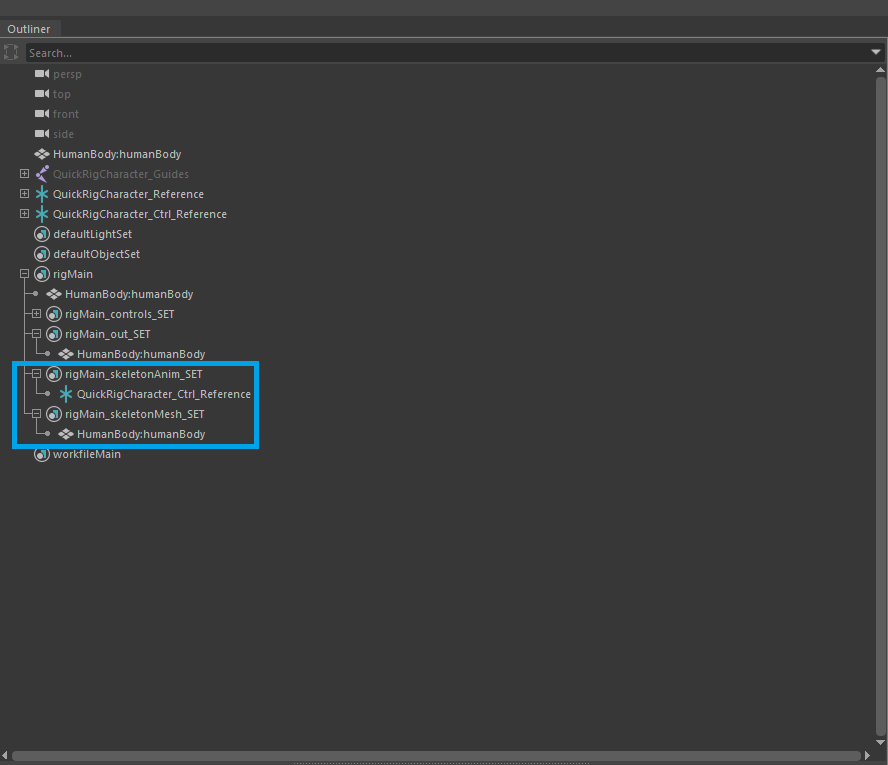 Outliner
Search...
persp
top
front
side
HumanBody:humanBody
QuickRigCharacter_Guides
QuickRigCharacter_Reference
QuickRigCharacter_Ctrl_Reference
defaultLightSet
defaultObjectSet
rigMain
HumanBody:humanBody
rigMain_controls_SET
rigMain_out_SET
HumanBody:humanBody
rigMain_skeletonAnim_SET
QuickRigCharacter_Ctrl_Reference
rigMain_skeletonMesh_SET
HumanBody:humanBody
workfileMain